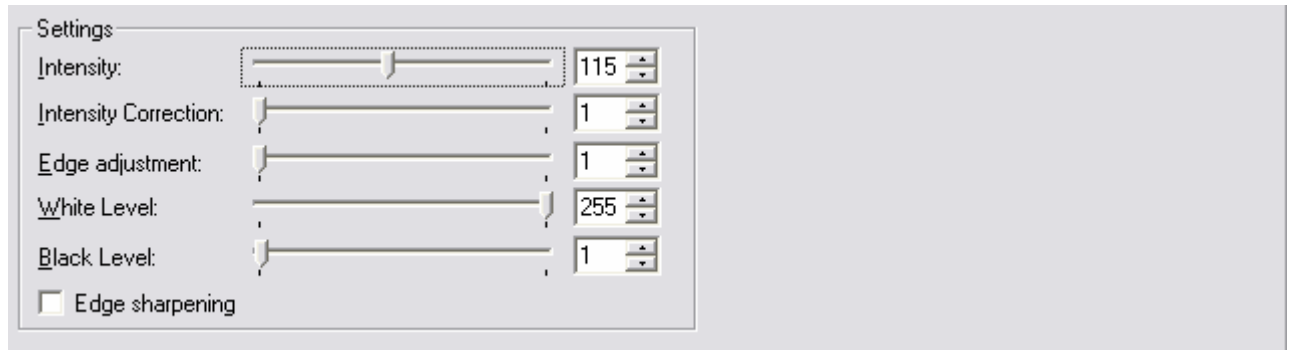 Settings
Intensity: 115
Intensity Correction: 1
Edge adjustment: 1
White Level: 255
Black Level: 1
Edge sharpening